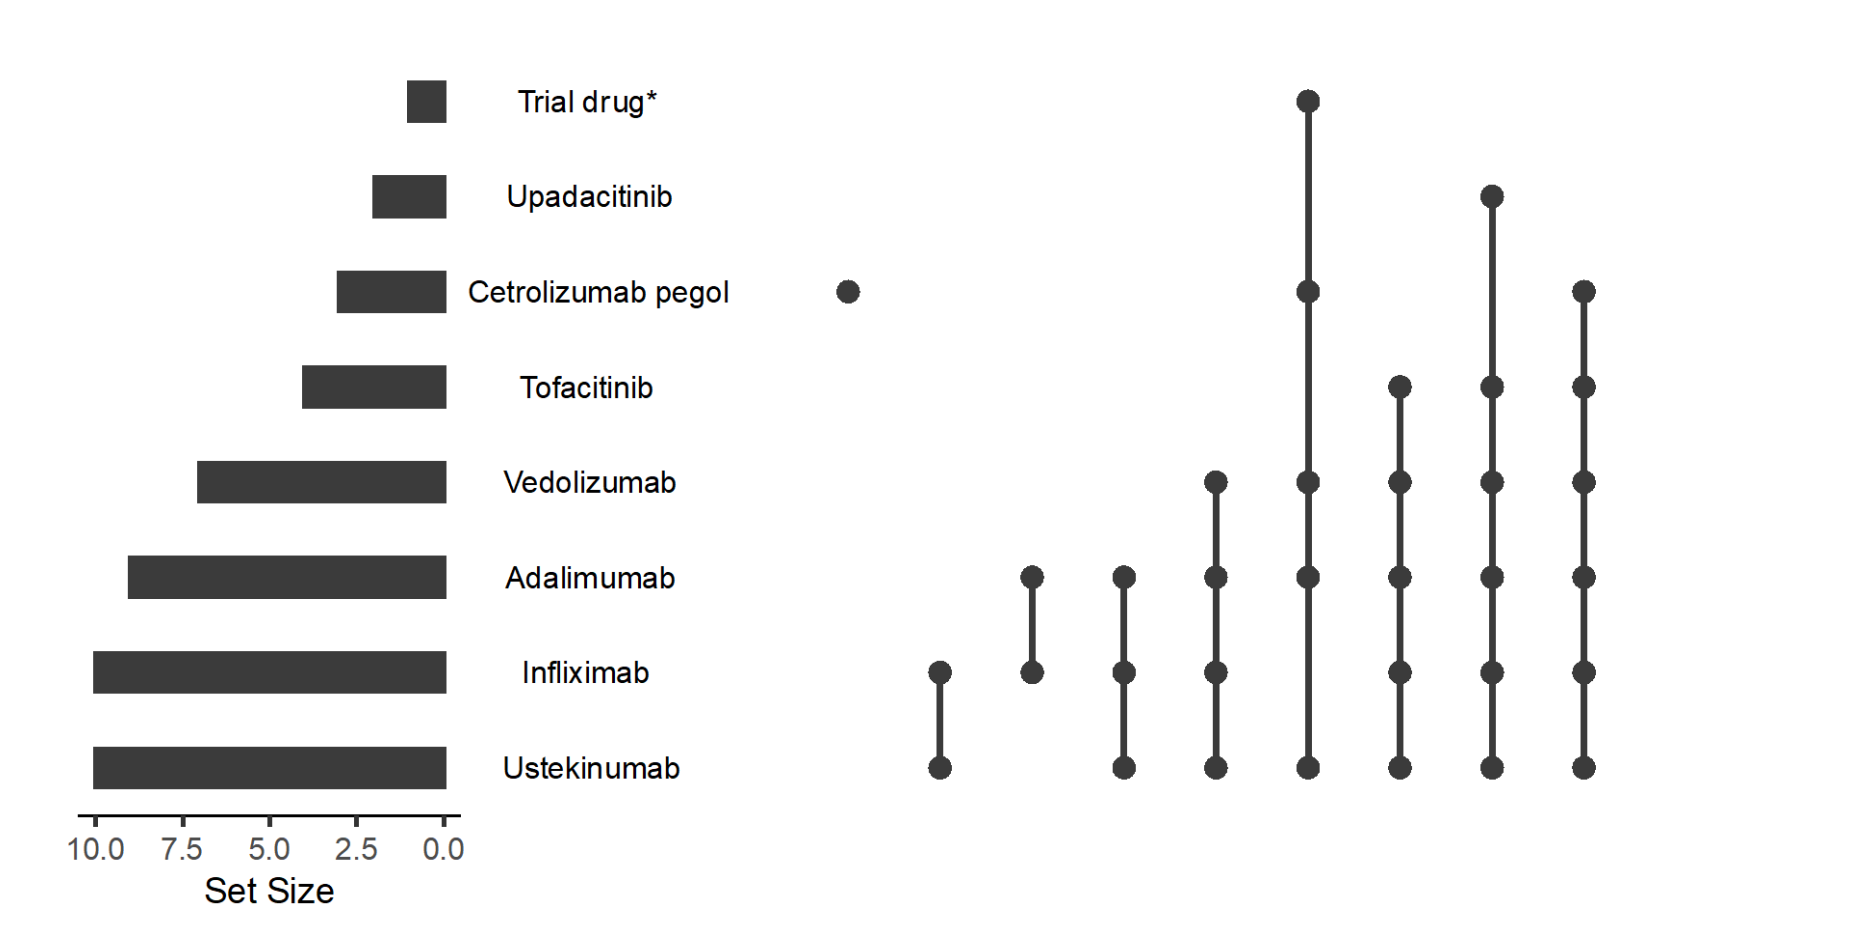 Trial drug*
Upadacitinib
Cetrolizumab pegol
Tofacitinib
Vedolizumab
Adalimumab
Infliximab
Ustekinumab
10.0 7.5 5.0 2.5 0.0
Set Size